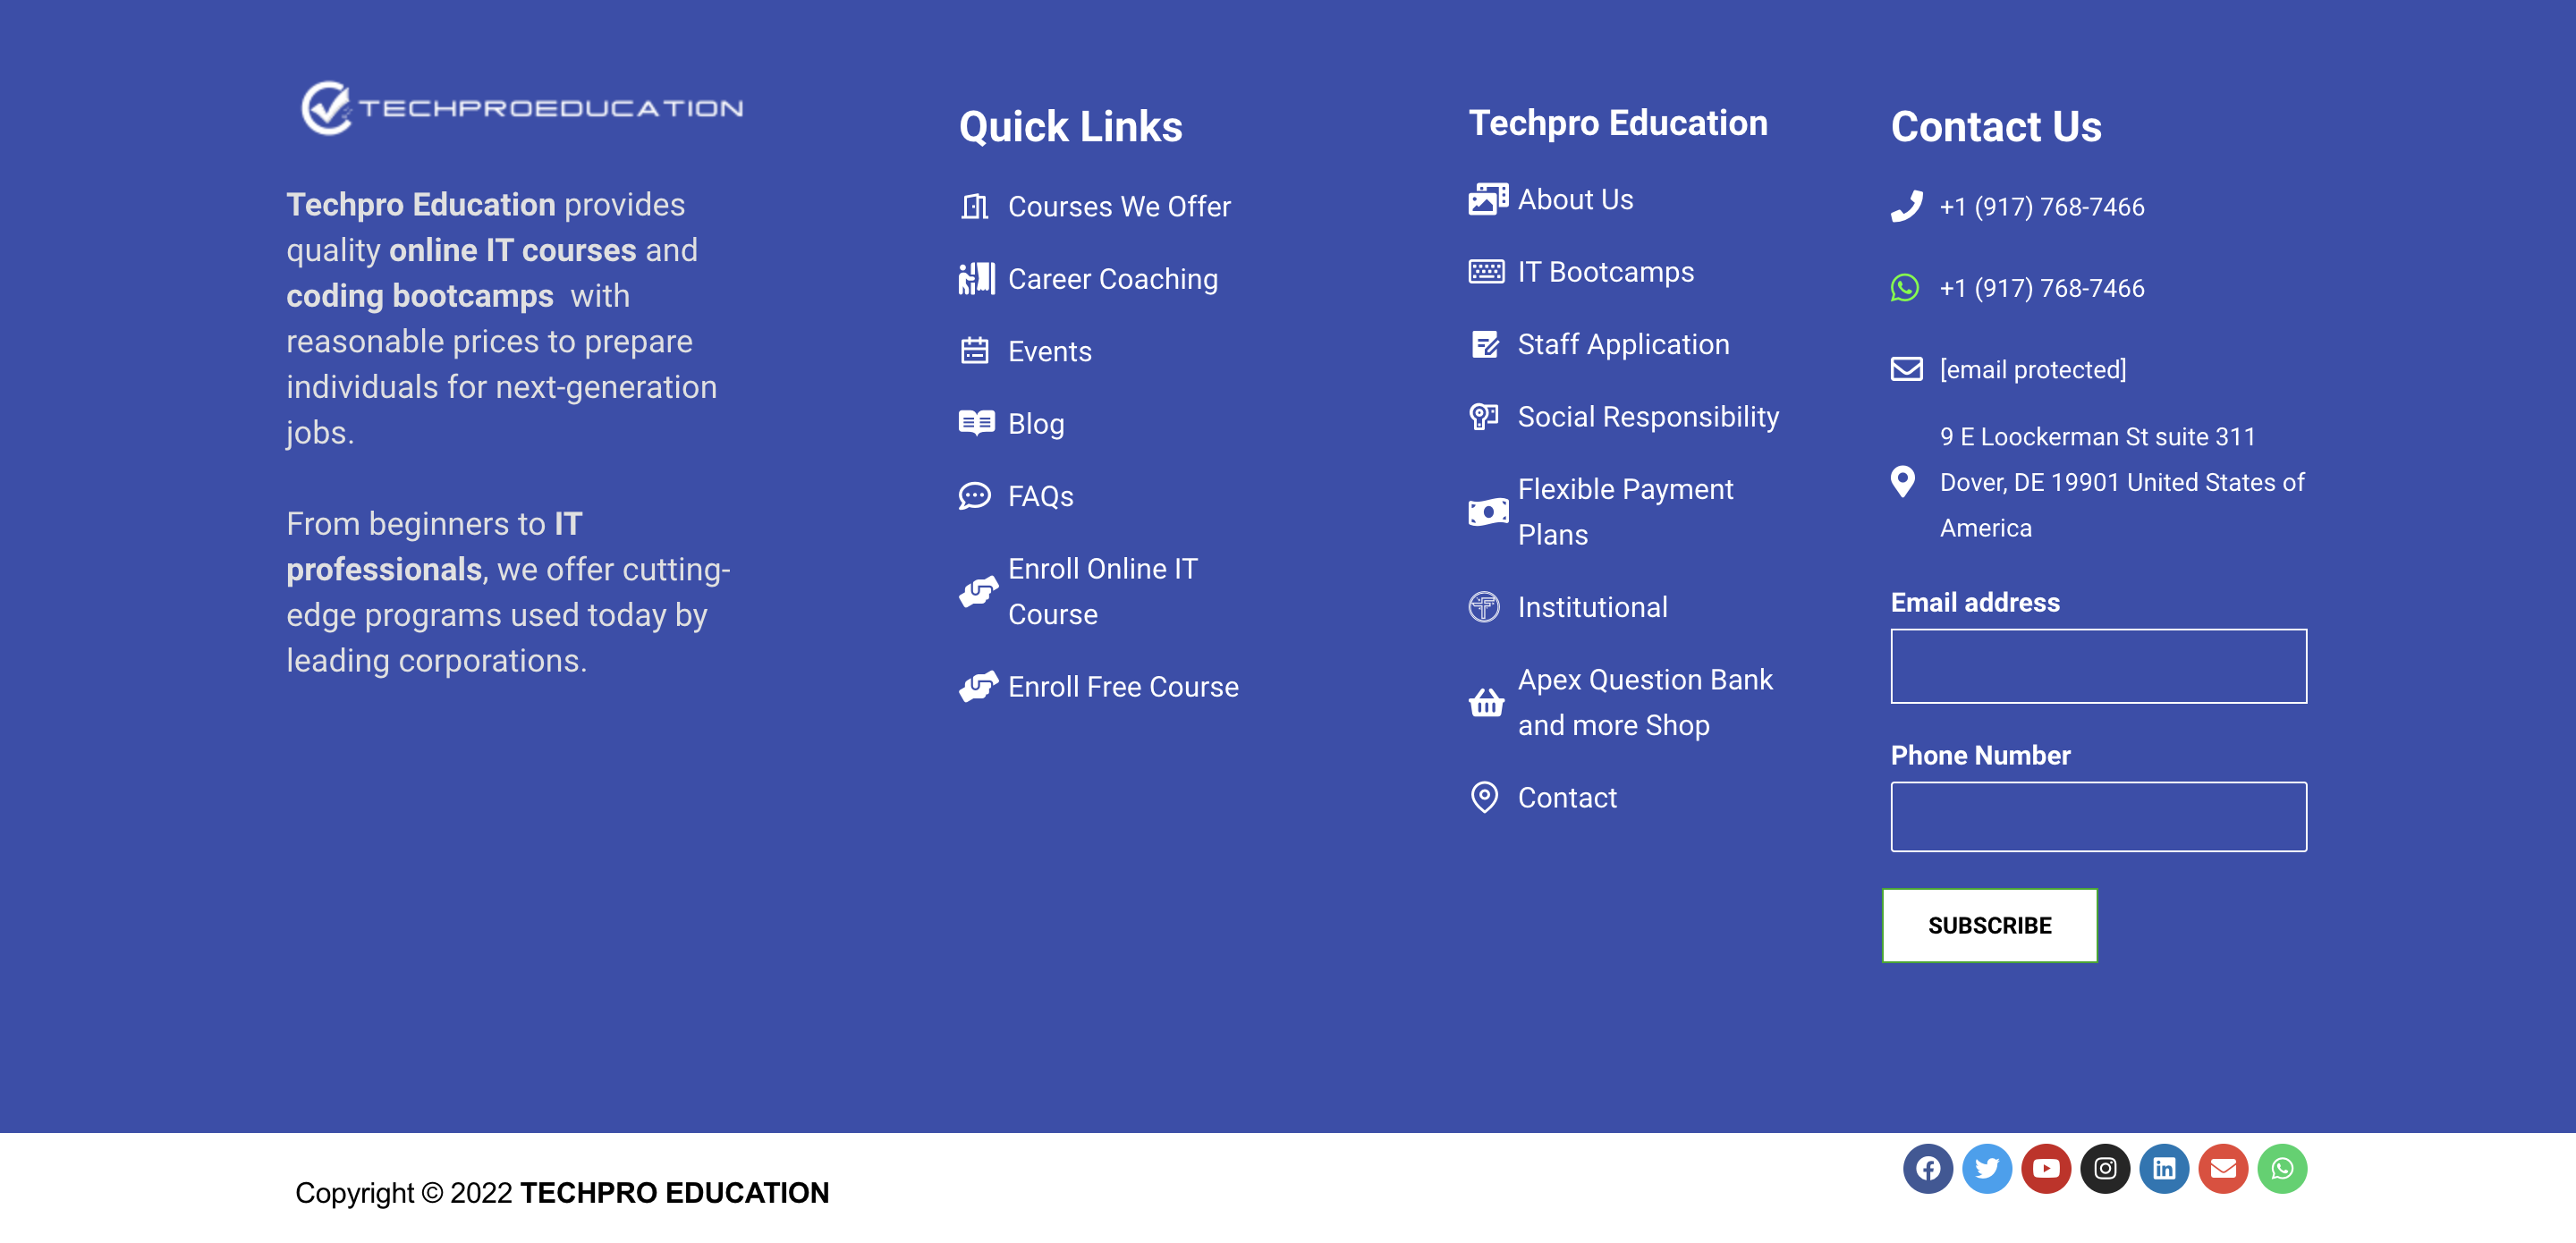 TECHPROEDUCATION
Techpro Education provides
quality online IT courses and
coding bootcamps  with
reasonable prices to prepare
individuals for next-generation
jobs.
From beginners to IT
professionals, we offer cutting-
edge programs used today by
leading corporations.
Quick Links
Courses We Offer
Career Coaching
Events
Blog
FAQs
Enroll Online IT
Course
Enroll Free Course
Techpro Education
About Us
IT Bootcamps
Staff Application
Social Responsibility
Flexible Payment
Plans
Institutional
Apex Question Bank
and more Shop
Contact
Contact Us
+1 (917) 768-7466
+1 (917) 768-7466
[email protected]
9 E Loockerman St suite 311
Dover, DE 19901 United States of
America
Email address
Phone Number
SUBSCRIBE
Copyright © 2022 TECHPRO EDUCATION